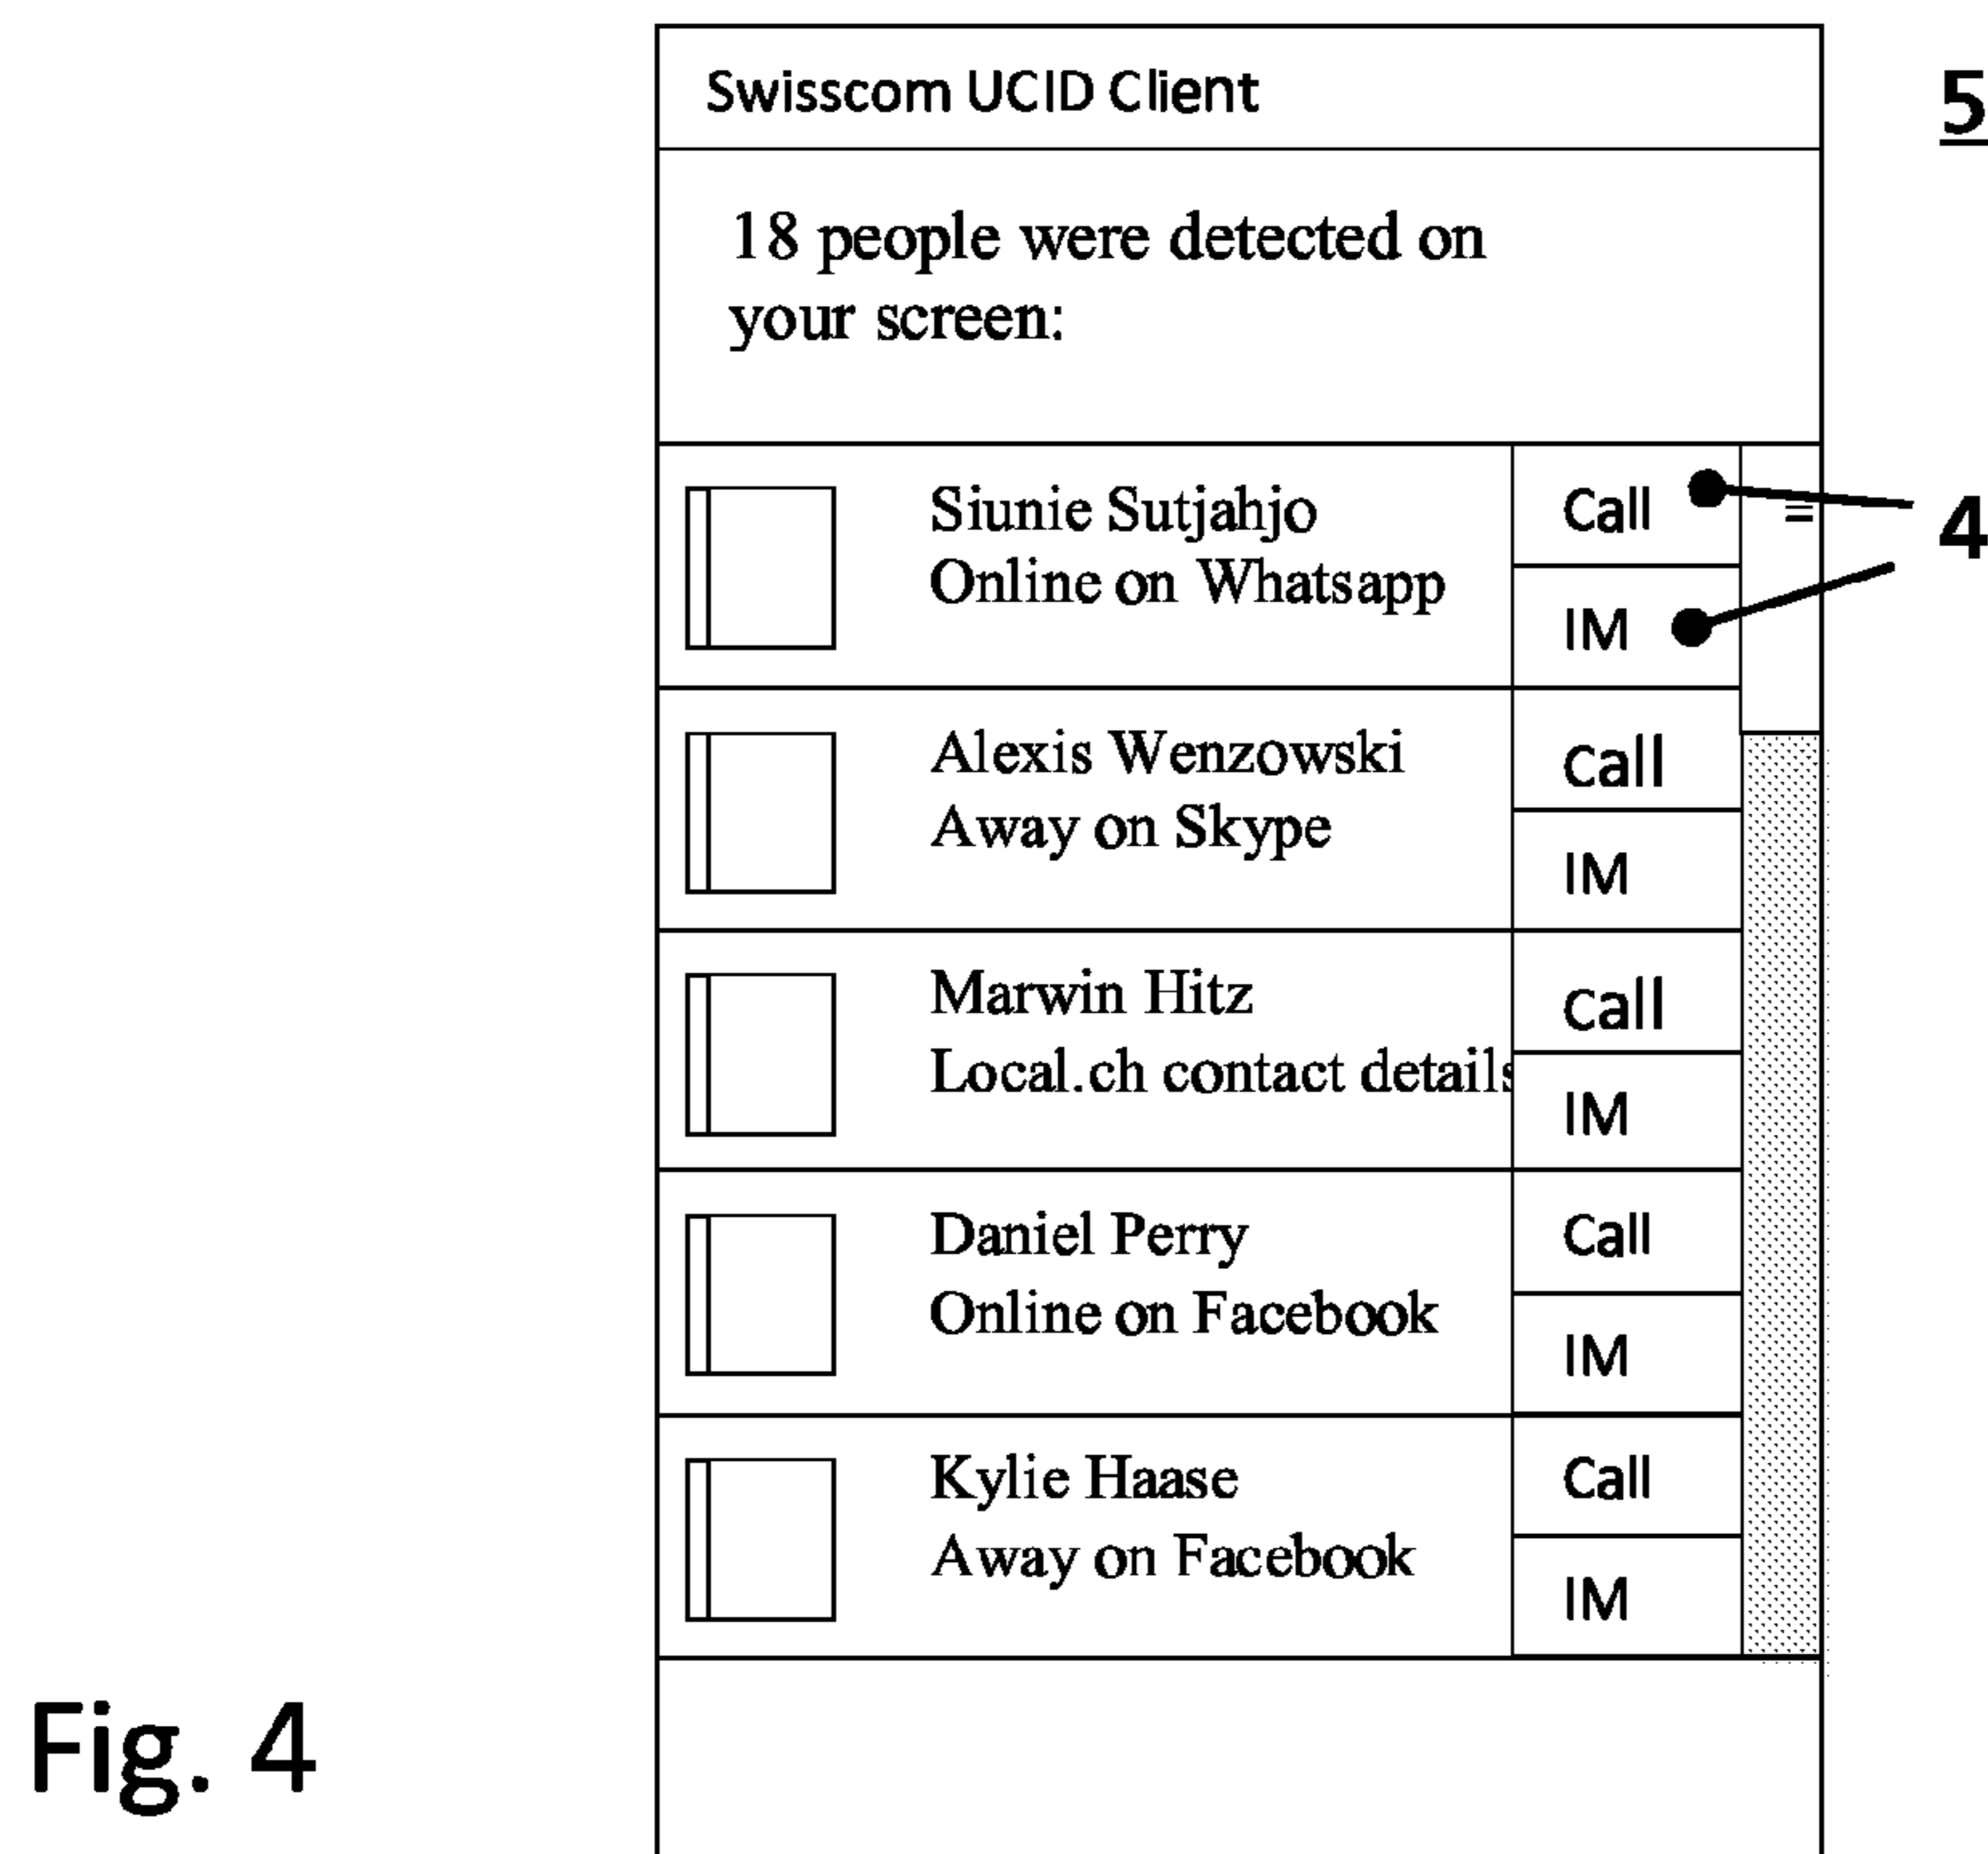 Swisscom UCID Client
5
18 people were detected on
your screen:
Siunie Sutjahjo
Call
Online on Whatsapp
4
IM
Alexis Wenzowski
Call
Away on Skype
IM
Marwin Hitz
Call
Local.ch contact details
IM
Daniel Perry
Call
Online on Facebook
IM
Kylie Haase
Call
Away on Facebook
IM
Fig. 4